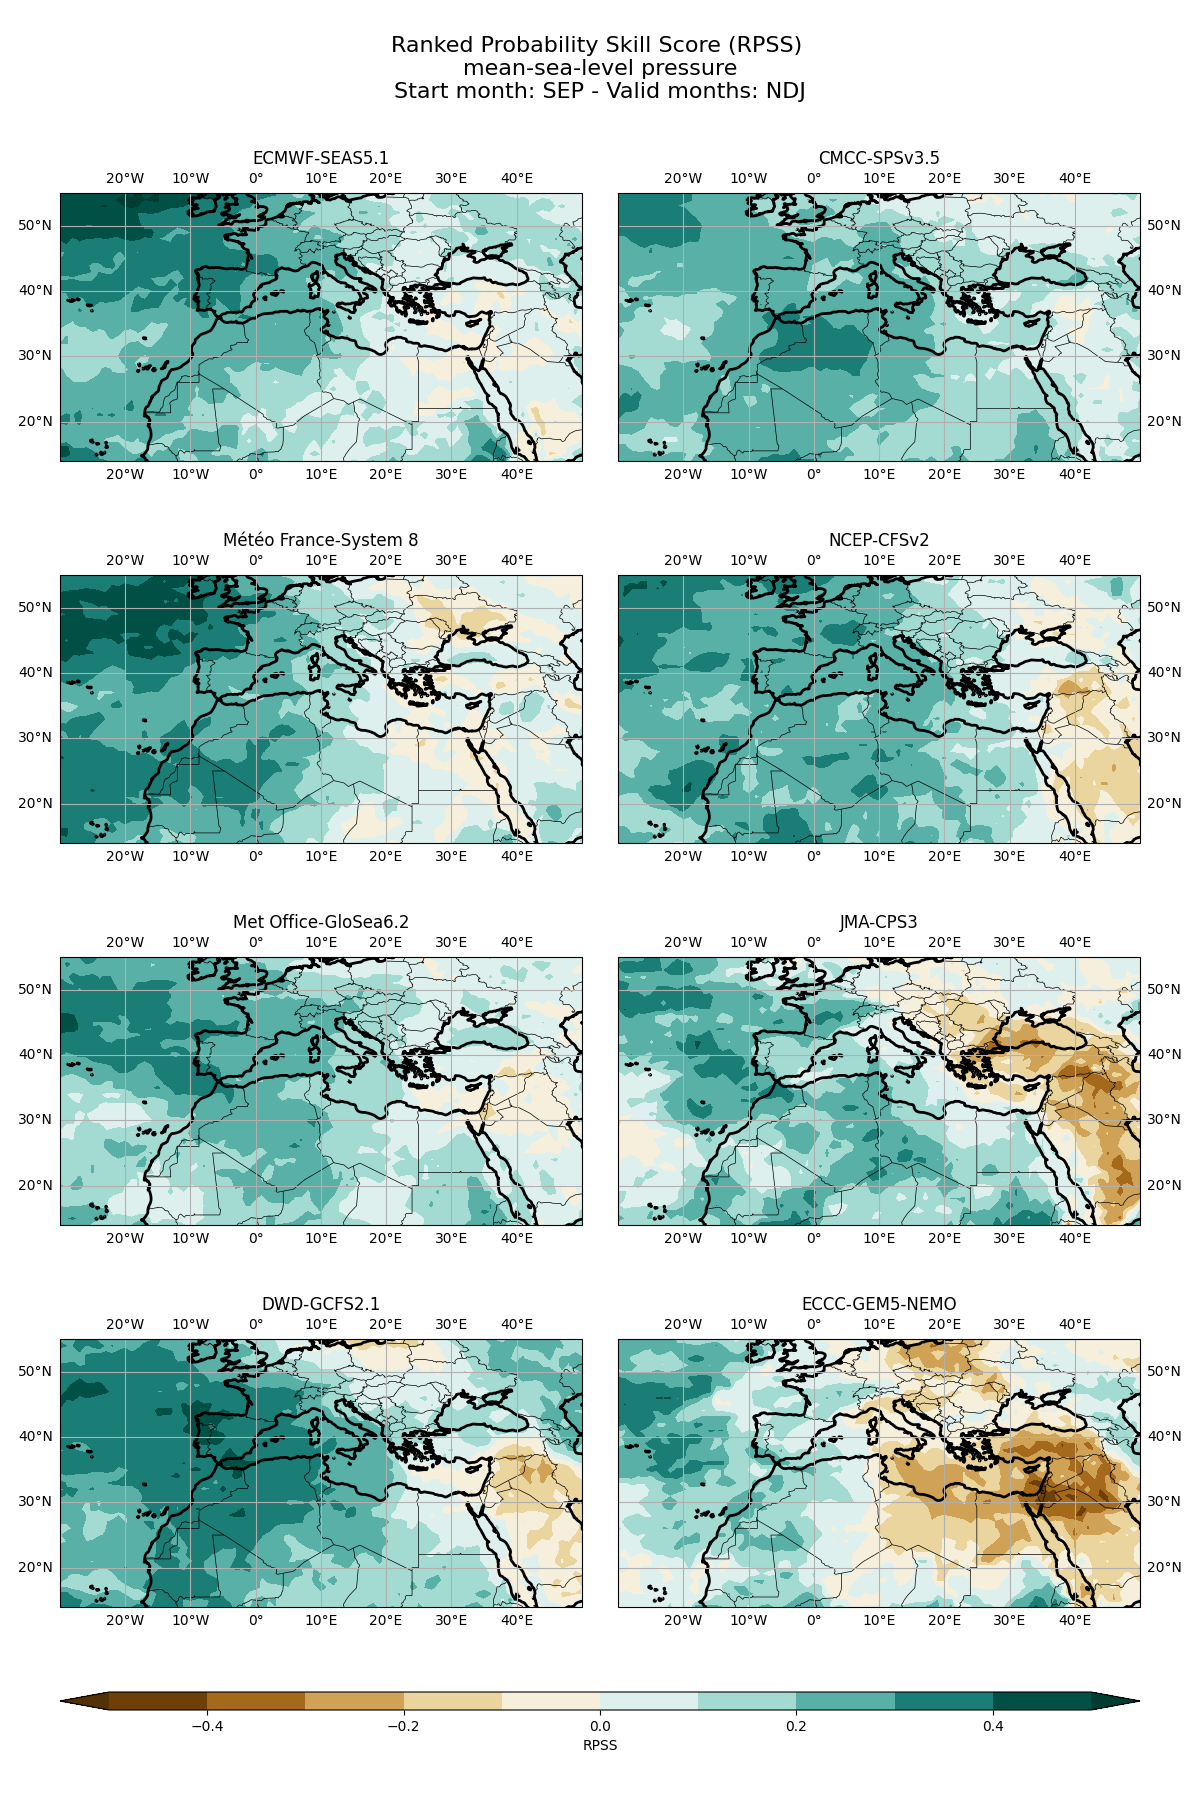 Ranked Probability Skill Score (RPSS)
mean-sea-level pressure
Start month: SEP - Valid months: NDJ
ECMWF-SEAS5.1
20°W 10°W 0° 10°E 20°E 30°E 40°E
50°N
40°N
30°N
20°N
20°W 10°W 0° 10°E 20°E 30°E 40°E
CMCC-SPSv3.5
20°W 10°W 0° 10°E 20°E 30°E 40°E
50°N
40°N
30°N
20°N
20°W 10°W 0° 10°E 20°E 30°E 40°E
Météo France-System 8
20°W 10°W 0° 10°E 20°E 30°E 40°E
50°N
40°N
30°N
20°N
20°W 10°W 0° 10°E 20°E 30°E 40°E
NCEP-CFSv2
20°W 10°W 0° 10°E 20°E 30°E 40°E
50°N
40°N
30°N
20°N
20°W 10°W 0° 10°E 20°E 30°E 40°E
Met Office-GloSea6.2
20°W 10°W 0° 10°E 20°E 30°E 40°E
50°N
40°N
30°N
20°N
20°W 10°W 0° 10°E 20°E 30°E 40°E
JMA-CPS3
20°W 10°W 0° 10°E 20°E 30°E 40°E
50°N
40°N
30°N
20°N
20°W 10°W 0° 10°E 20°E 30°E 40°E
DWD-GCFS2.1
20°W 10°W 0° 10°E 20°E 30°E 40°E
50°N
40°N
30°N
20°N
20°W 10°W 0° 10°E 20°E 30°E 40°E
ECCC-GEM5-NEMO
20°W 10°W 0° 10°E 20°E 30°E 40°E
50°N
40°N
30°N
20°N
20°W 10°W 0° 10°E 20°E 30°E 40°E
−0.4 −0.2 0.0 0.2 0.4
RPSS